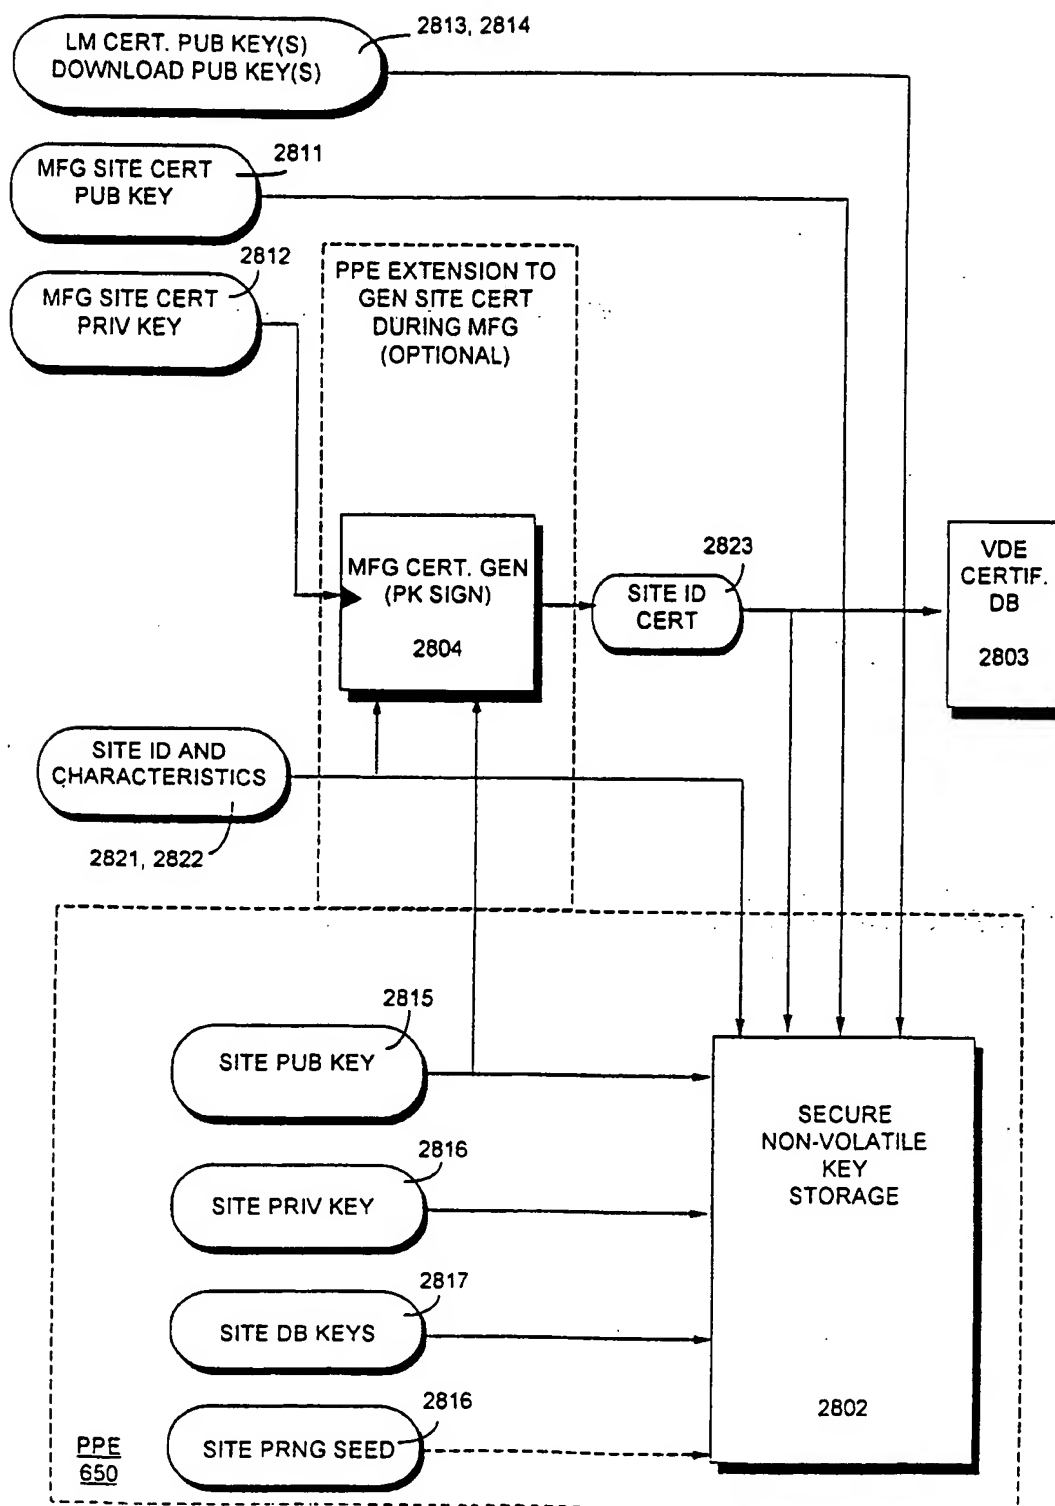 LM CERT. PUB KEY(S)
DOWNLOAD PUB KEY(S)
2813, 2814
MFG SITE CERT
PUB KEY
2811
MFG SITE CERT
PRIV KEY
2812
PPE EXTENSION TO
GEN SITE CERT
DURING MFG
(OPTIONAL)
MFG CERT. GEN
(PK SIGN)
2804
SITE ID
CERT
2823
VDE
CERTIF.
DB
2803
SITE ID AND
CHARACTERISTICS
2821, 2822
SITE PUB KEY
2815
SITE PRIV KEY
2816
SITE DB KEYS
2817
SITE PRNG SEED
2816
SECURE
NON-VOLATILE
KEY
STORAGE
2802
PPE
650